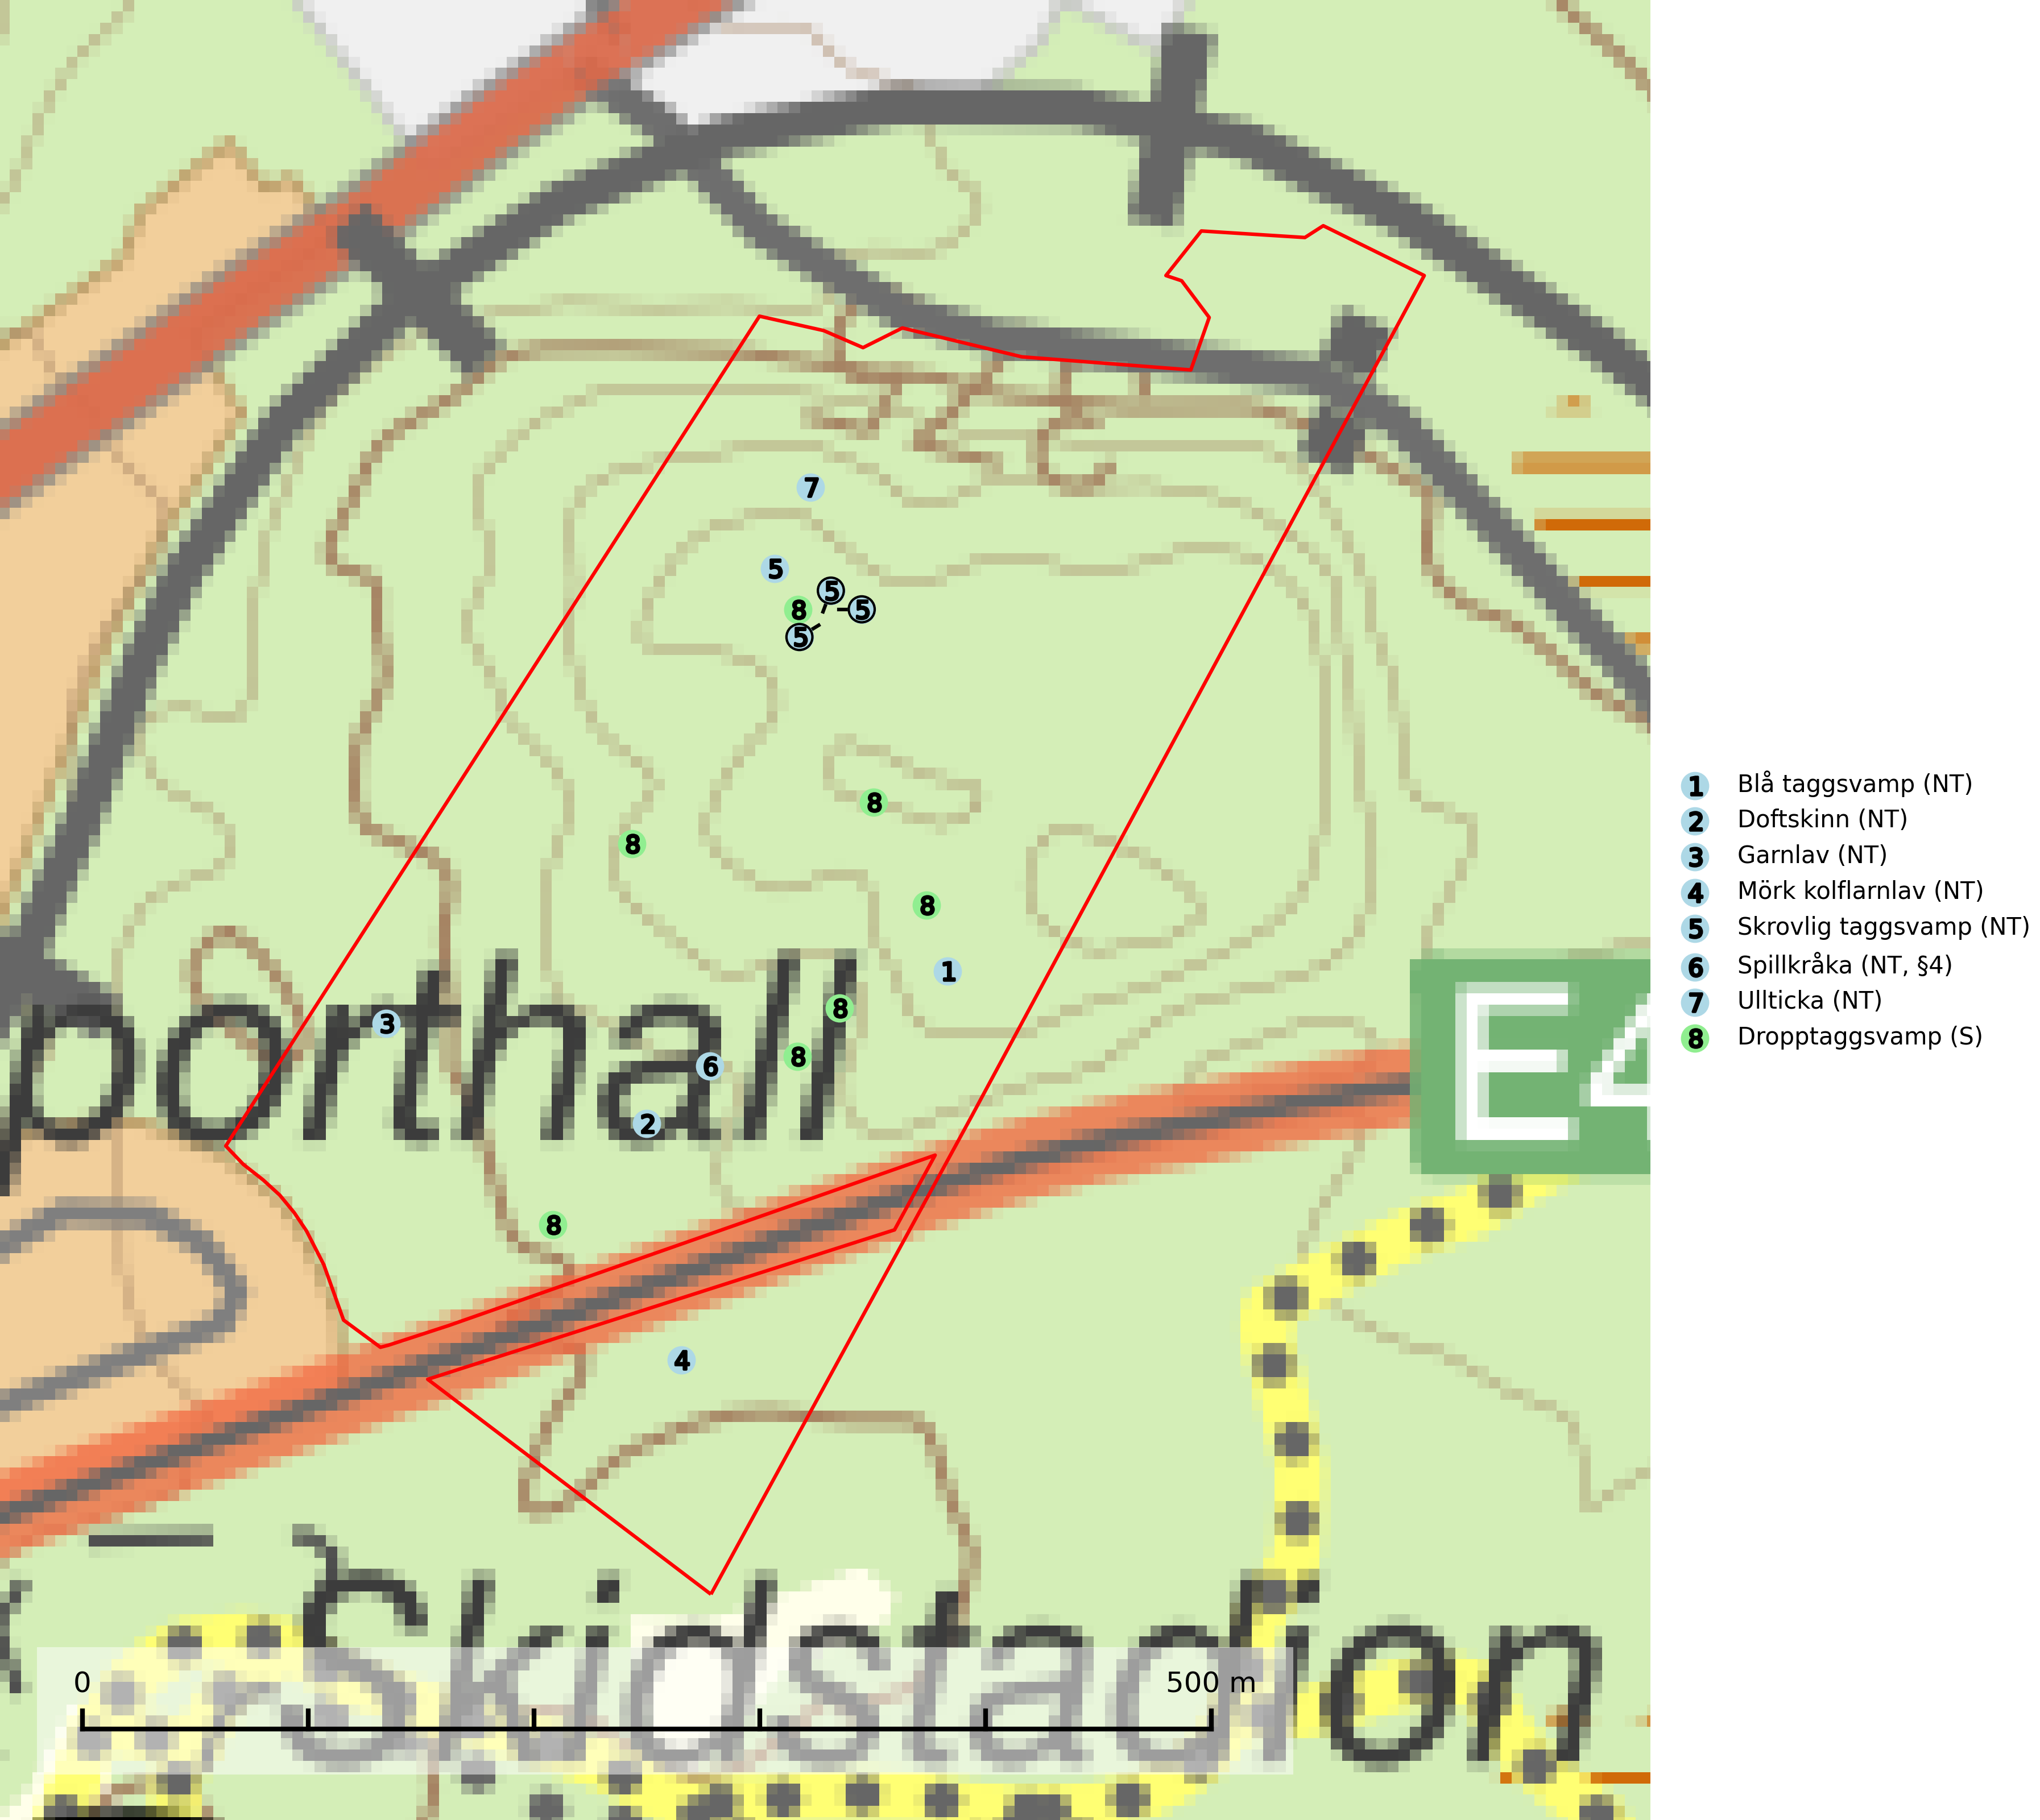 7
5
5
8
5
5
8
8
8
1
8
3
porthall
6
8
2
E4
8
4
Skidstadion
0
500 m
1 Blå taggsvamp (NT)
2 Doftskinn (NT)
3 Garnlav (NT)
4 Mörk kolflarnlav (NT)
5 Skrovlig taggsvamp (NT)
6 Spillkråka (NT, §4)
7 Ullticka (NT)
8 Dropptaggsvamp (S)